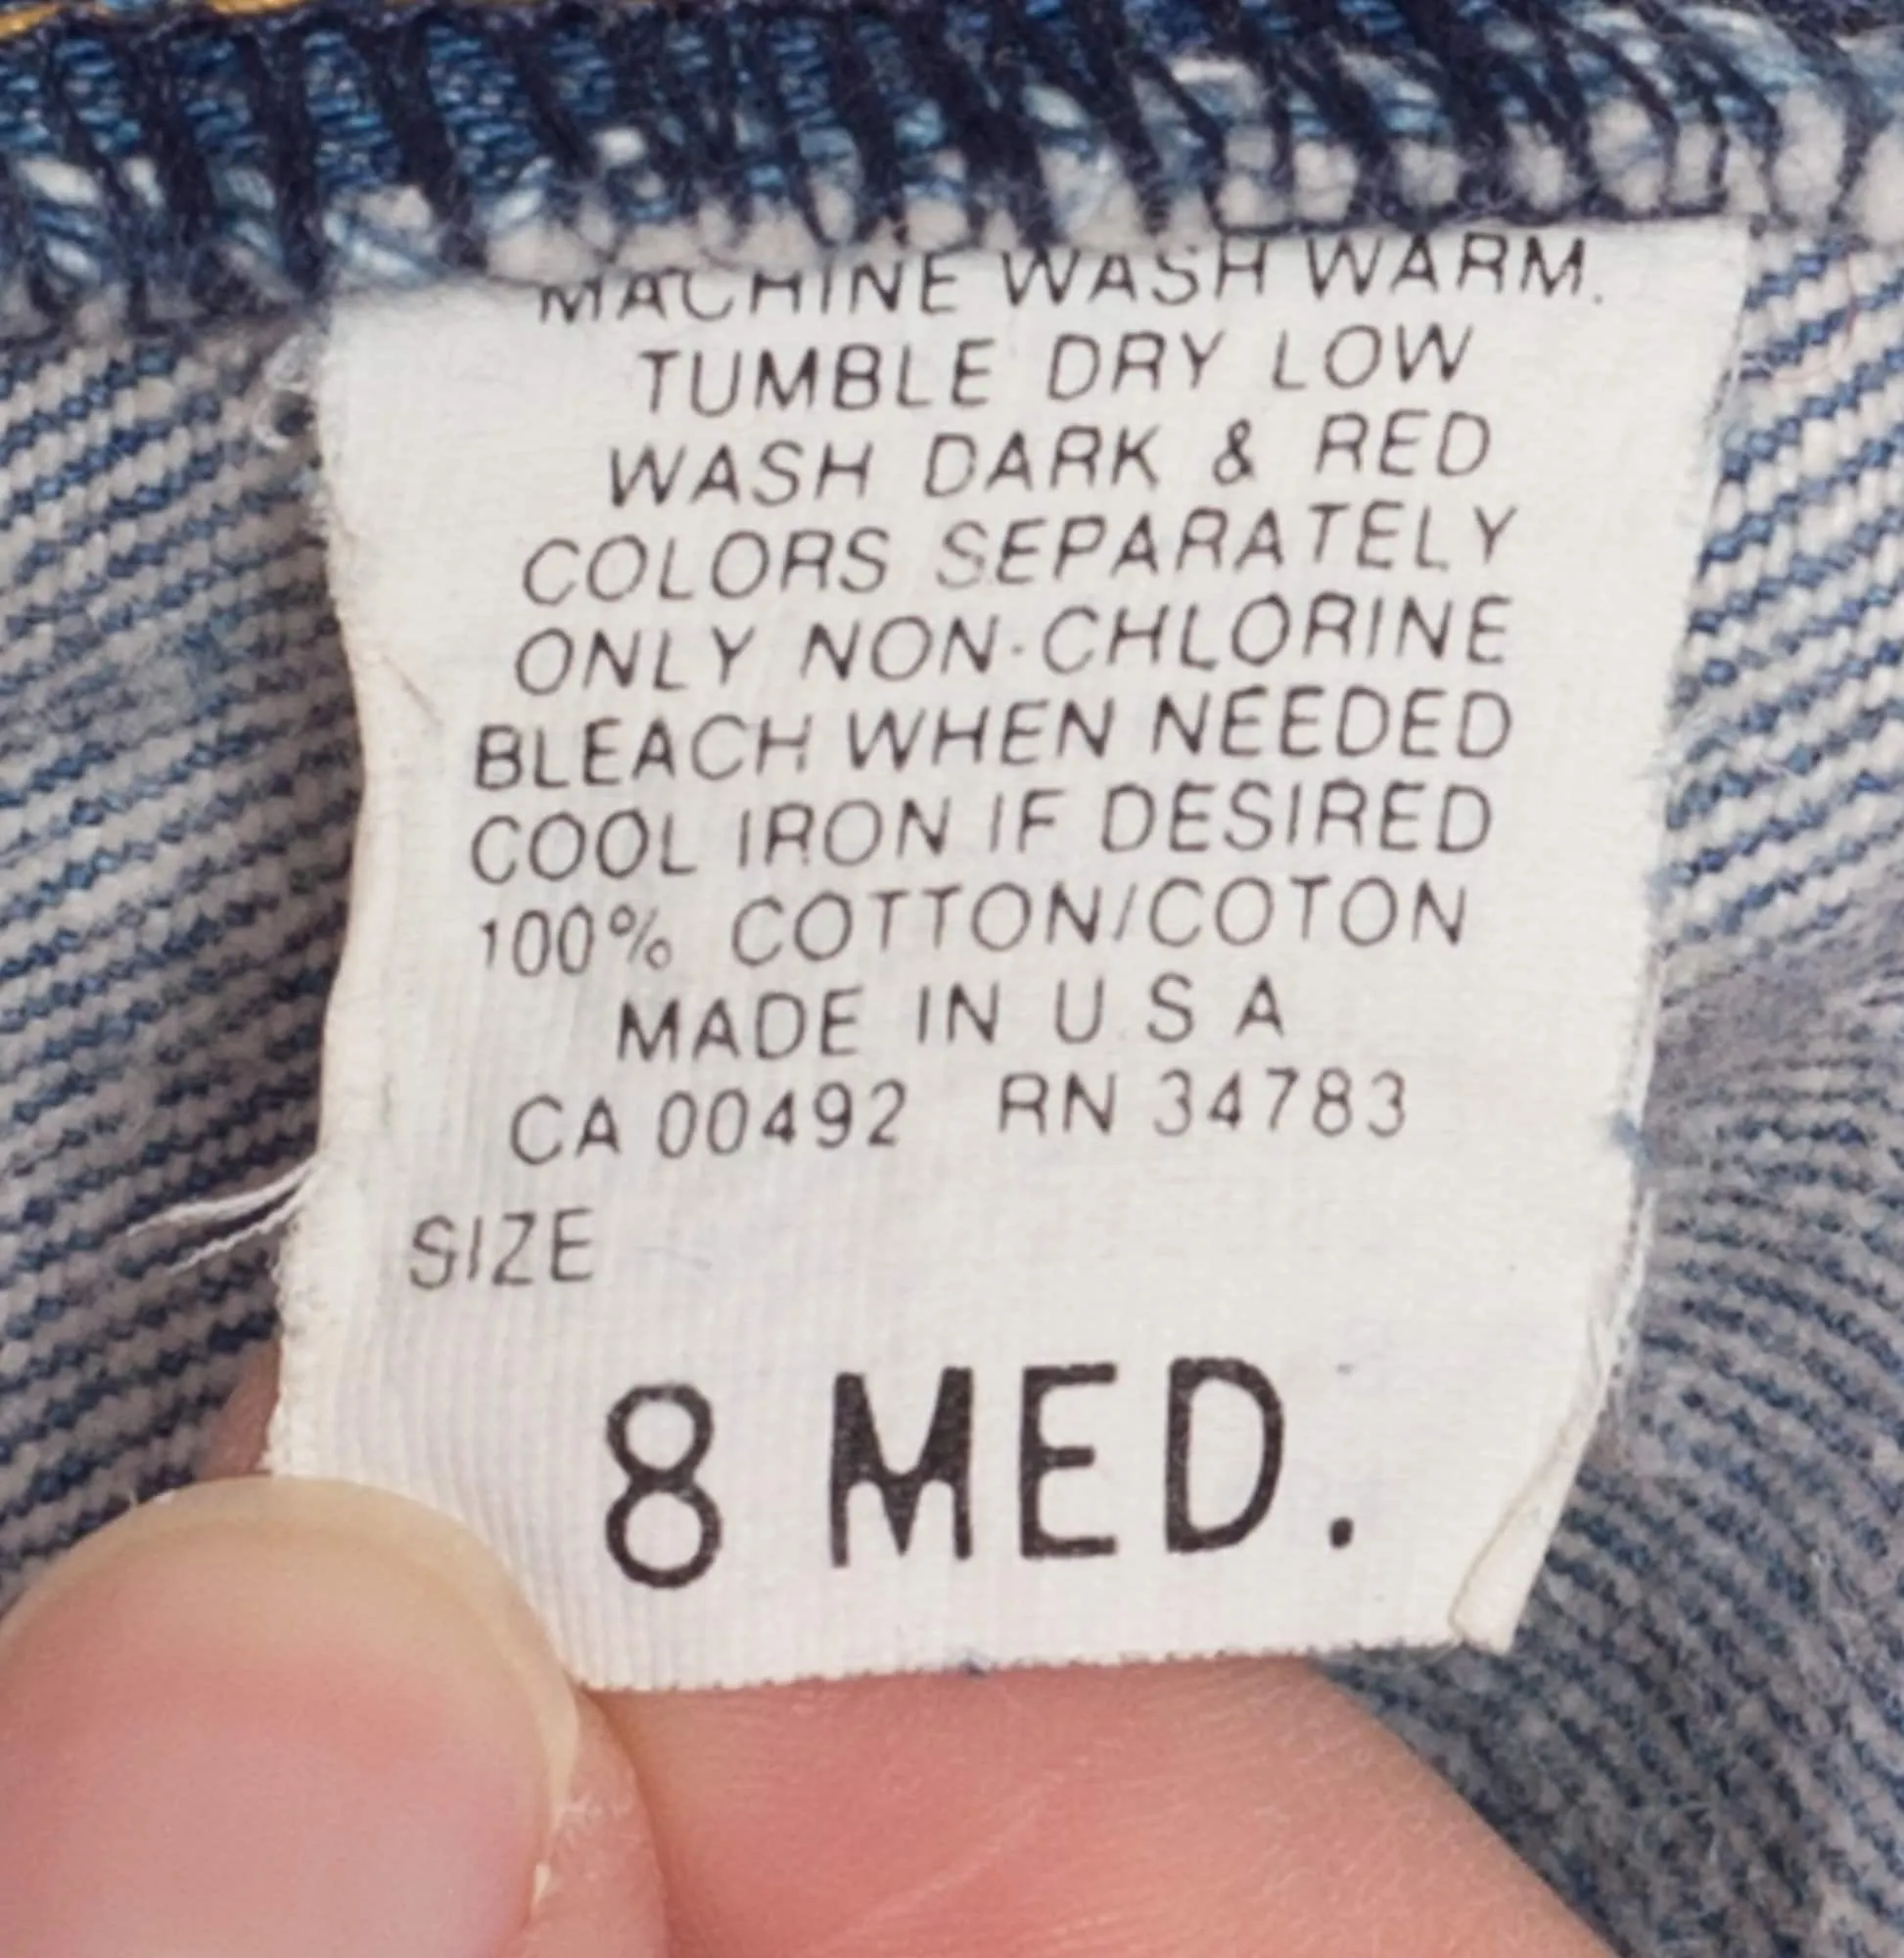 MACHINE WASH WARM.
TUMBLE DRY LOW
WASH DARK & RED
COLORS SEPARATELY
ONLY NON-CHLORINE
BLEACH WHEN NEEDED
COOL IRON IF DESIRED
100% COTTON/COTON
MADE IN U.S A
CA 00492 RN 34783
SIZE
8 MED.